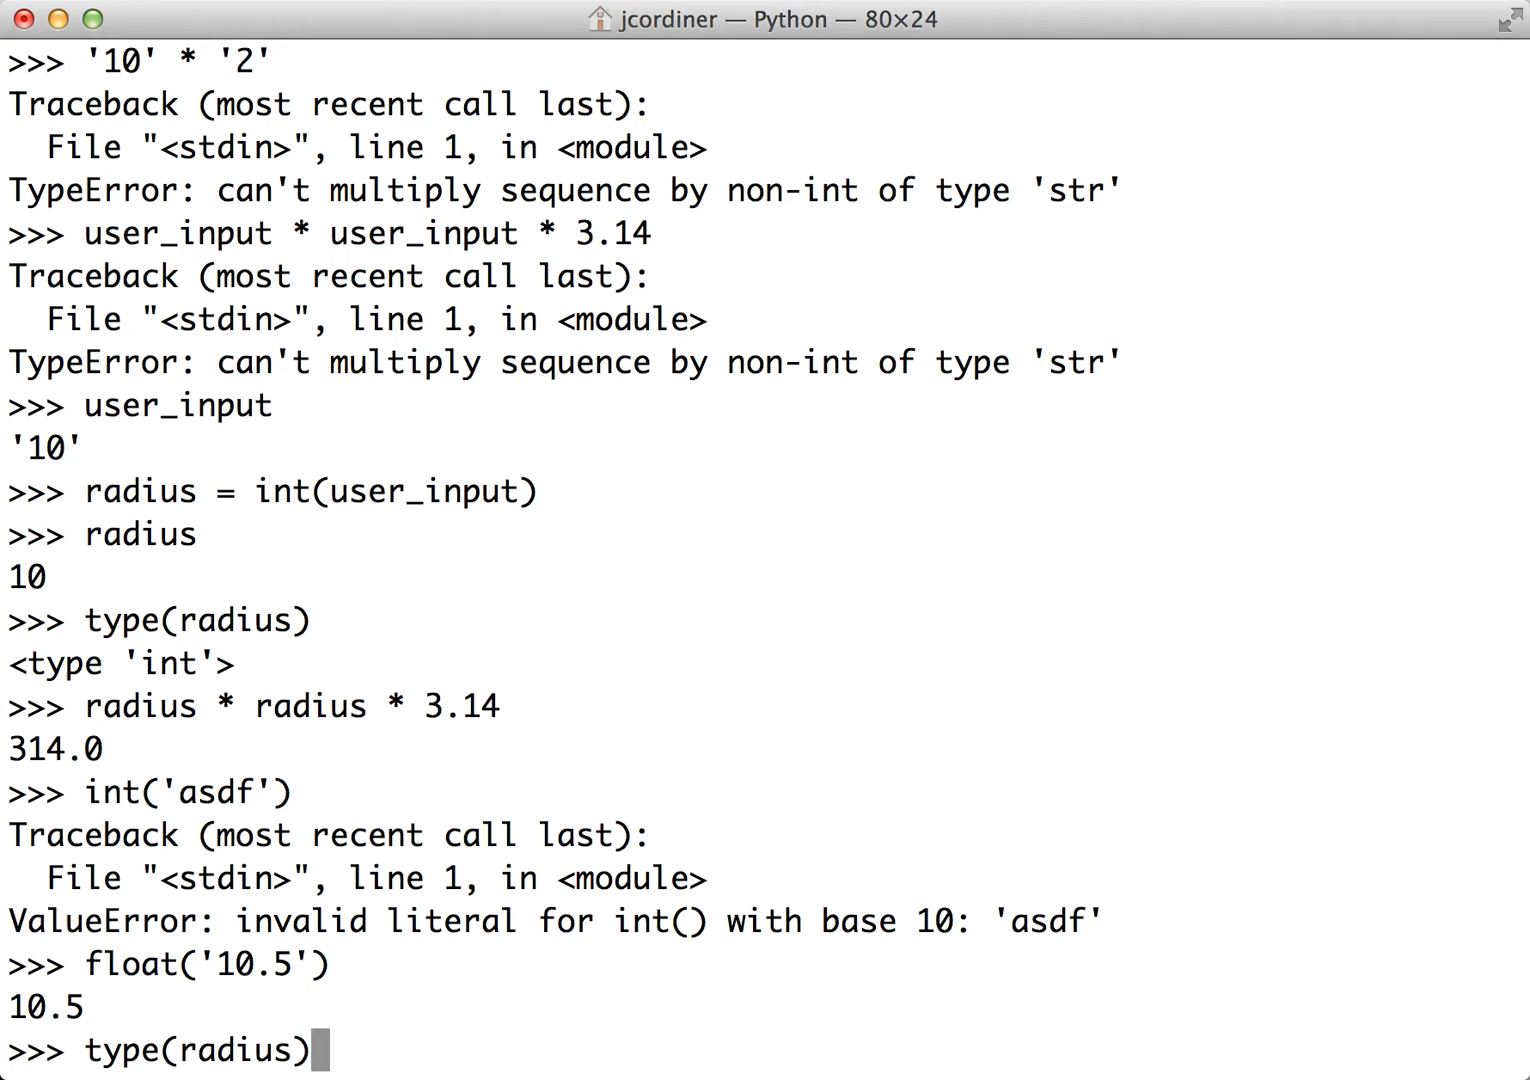 jcordiner — Python — 80×24
>>> '10' * '2'
Traceback (most recent call last):
  File "<stdin>", line 1, in <module>
TypeError: can't multiply sequence by non-int of type 'str'
>>> user_input * user_input * 3.14
Traceback (most recent call last):
  File "<stdin>", line 1, in <module>
TypeError: can't multiply sequence by non-int of type 'str'
>>> user_input
'10'
>>> radius = int(user_input)
>>> radius
10
>>> type(radius)
<type 'int'>
>>> radius * radius * 3.14
314.0
>>> int('asdf')
Traceback (most recent call last):
  File "<stdin>", line 1, in <module>
ValueError: invalid literal for int() with base 10: 'asdf'
>>> float('10.5')
10.5
>>> type(radius)